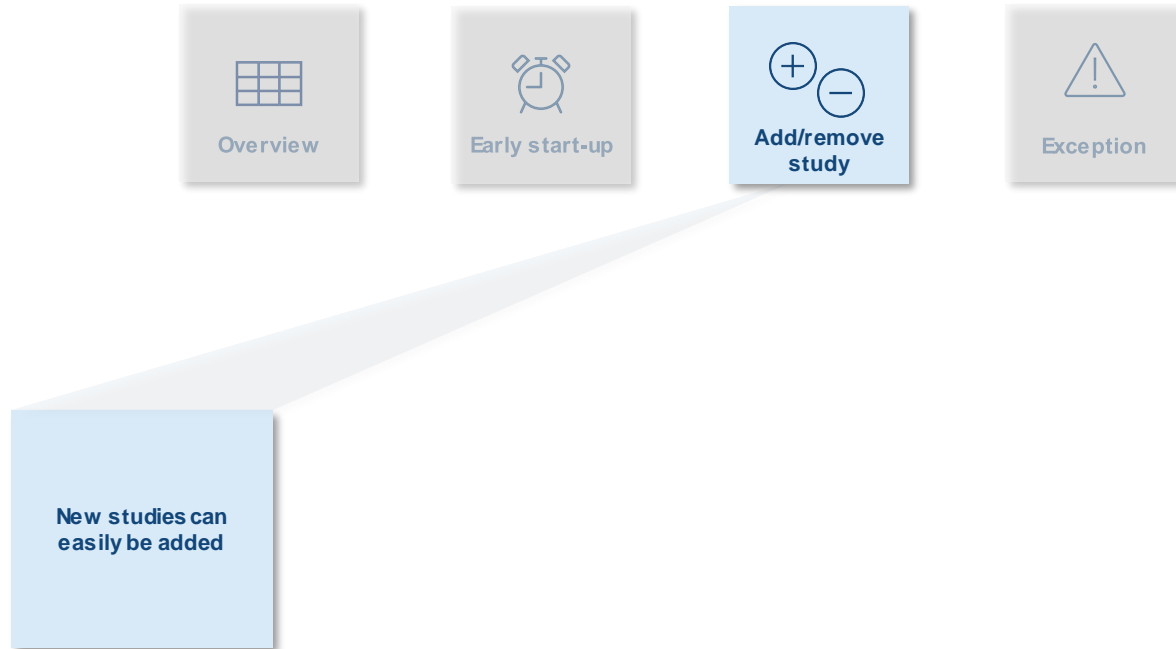 Overview
Early start-up
Add/remove
study
Exception
New studies can
easily be added